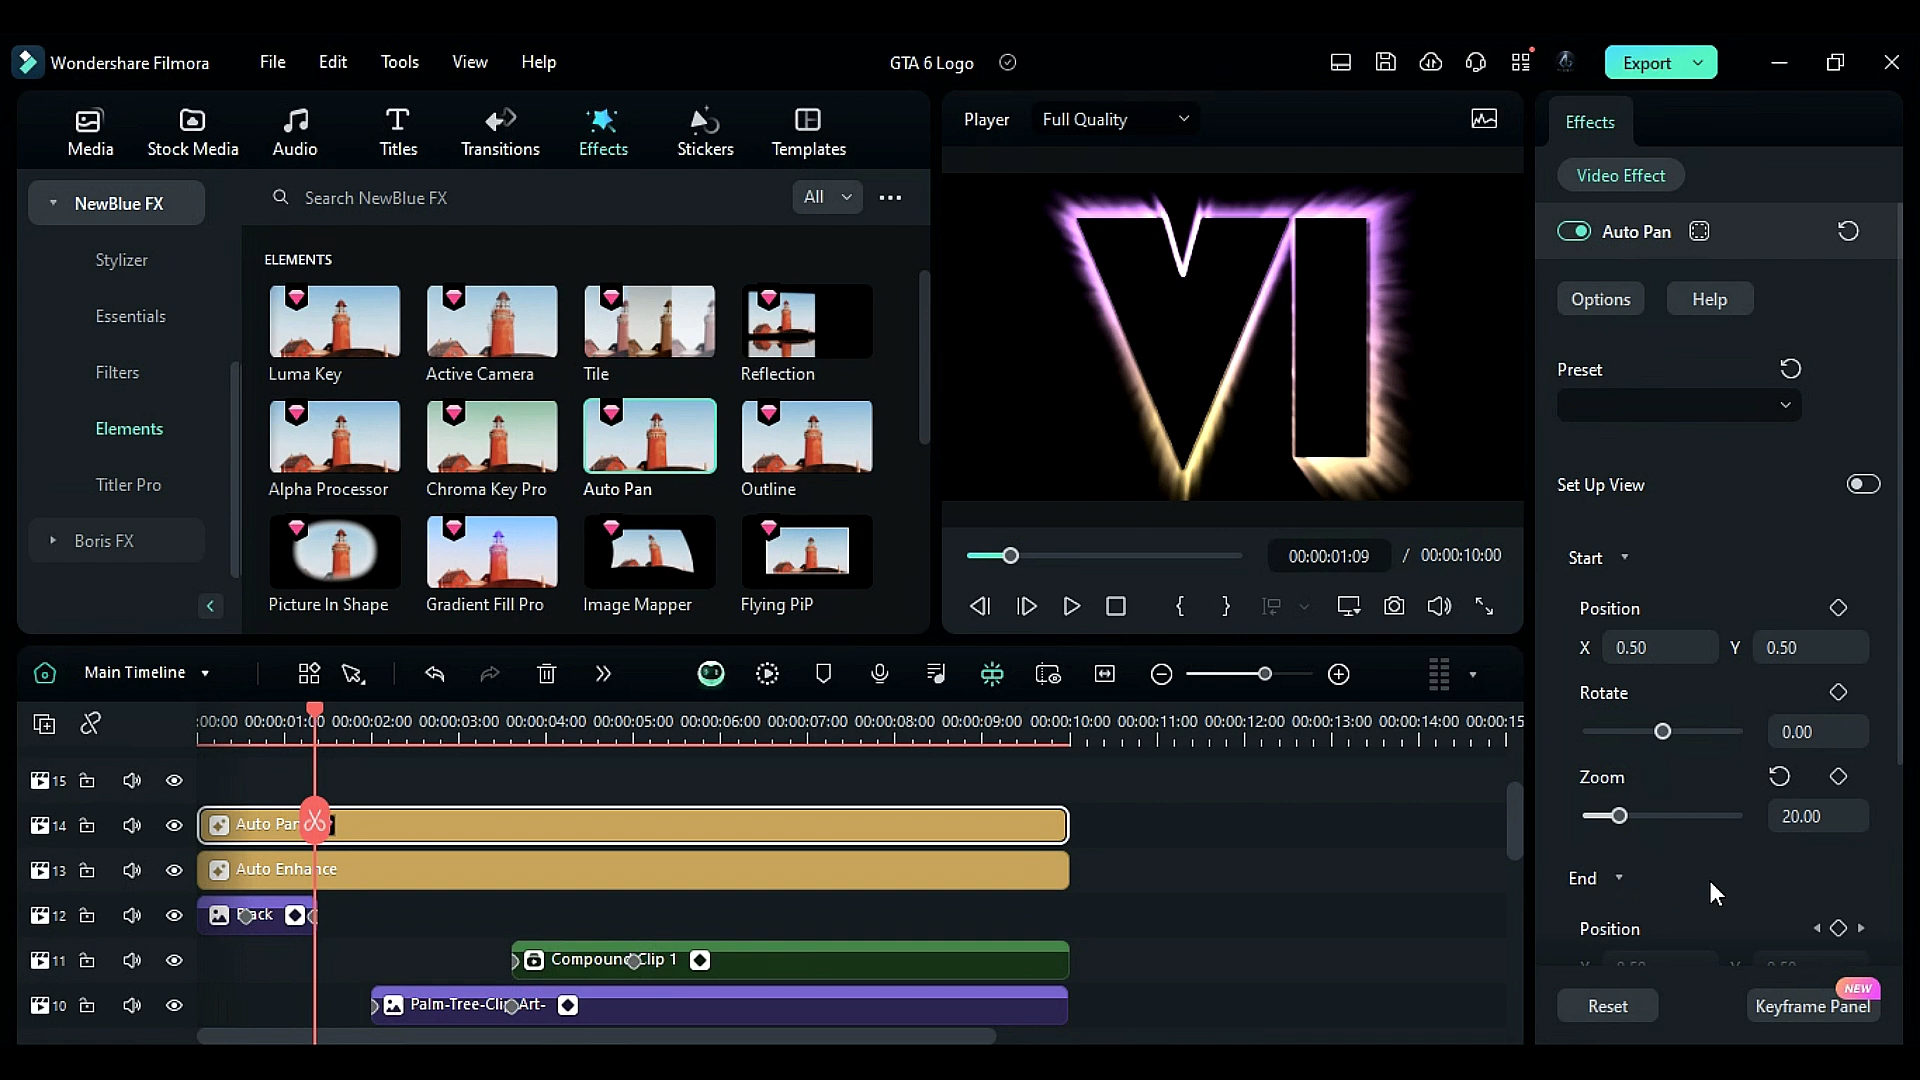 Wondershare Filmora
File
Edit
Tools
View
Help
GTA 6 Logo
Export
Media
Stock Media
Audio
Titles
Transitions
Effects
Stickers
Templates
NewBlue FX
Search NewBlue FX
All
Stylizer
Essentials
Filters
Elements
Titler Pro
Boris FX
ELEMENTS
Luma Key
Active Camera
Tile
Reflection
Alpha Processor
Chroma Key Pro
Auto Pan
Outline
Picture In Shape
Gradient Fill Pro
Image Mapper
Flying PiP
Player
Full Quality
VI
00:00:01:09
/
00:00:10:00
Effects
Video Effect
Auto Pan
Options
Help
Preset
Set Up View
Start
Position
X 0.50 Y 0.50
Rotate
0.00
Zoom
20.00
End
Position
Reset
NEW
Keyframe Panel
Main Timeline
:00:00 00:00:01:00 00:00:02:00 00:00:03:00 00:00:04:00 00:00:05:00 00:00:06:00 00:00:07:00 00:00:08:00 00:00:09:00 00:00:10:00 00:00:11:00 00:00:12:00 00:00:13:00 00:00:14:00 00:00:15
15
14
Auto Pan
13
Auto Enhance
12
Black
11
Compound Clip 1
10
Palm-Tree-Clip-Art-